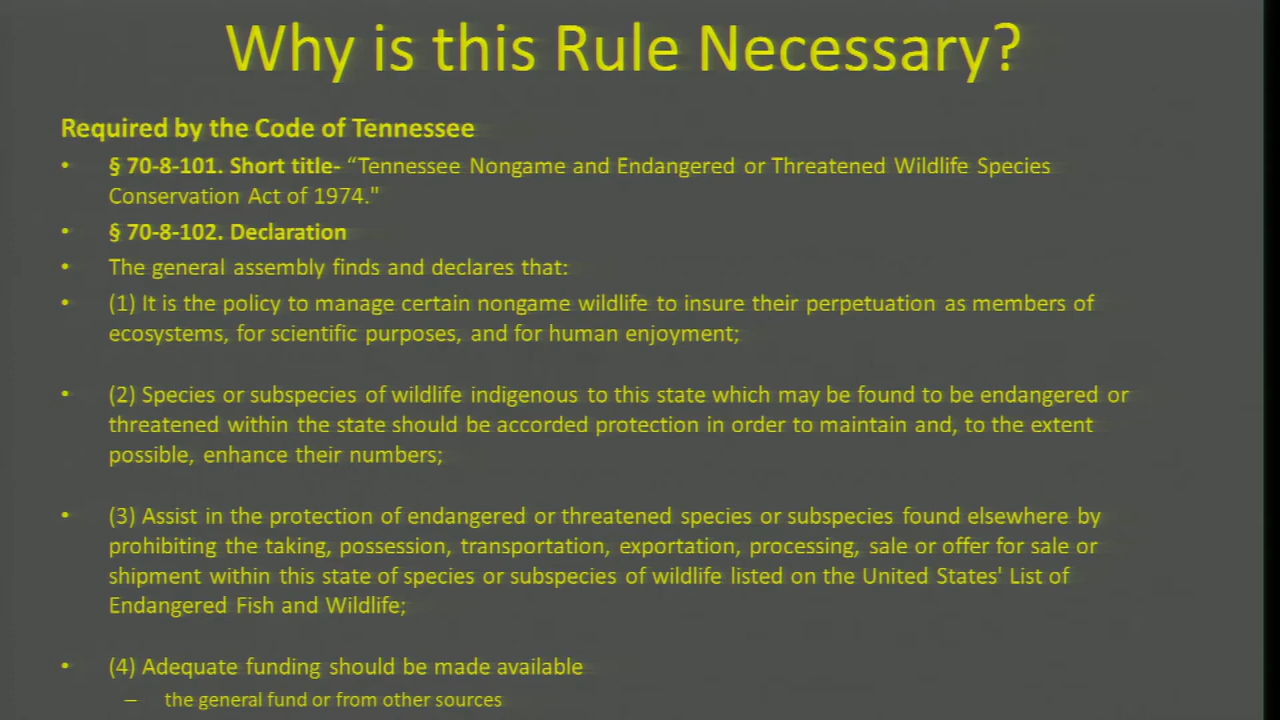 Why is this Rule Necessary?
Required by the Code of Tennessee
• § 70-8-101. Short title- “Tennessee Nongame and Endangered or Threatened Wildlife Species
Conservation Act of 1974."
• § 70-8-102. Declaration
• The general assembly finds and declares that:
• (1) It is the policy to manage certain nongame wildlife to insure their perpetuation as members of
ecosystems, for scientific purposes, and for human enjoyment;
• (2) Species or subspecies of wildlife indigenous to this state which may be found to be endangered or
threatened within the state should be accorded protection in order to maintain and, to the extent
possible, enhance their numbers;
• (3) Assist in the protection of endangered or threatened species or subspecies found elsewhere by
prohibiting the taking, possession, transportation, exportation, processing, sale or offer for sale or
shipment within this state of species or subspecies of wildlife listed on the United States' List of
Endangered Fish and Wildlife;
• (4) Adequate funding should be made available
– the general fund or from other sources